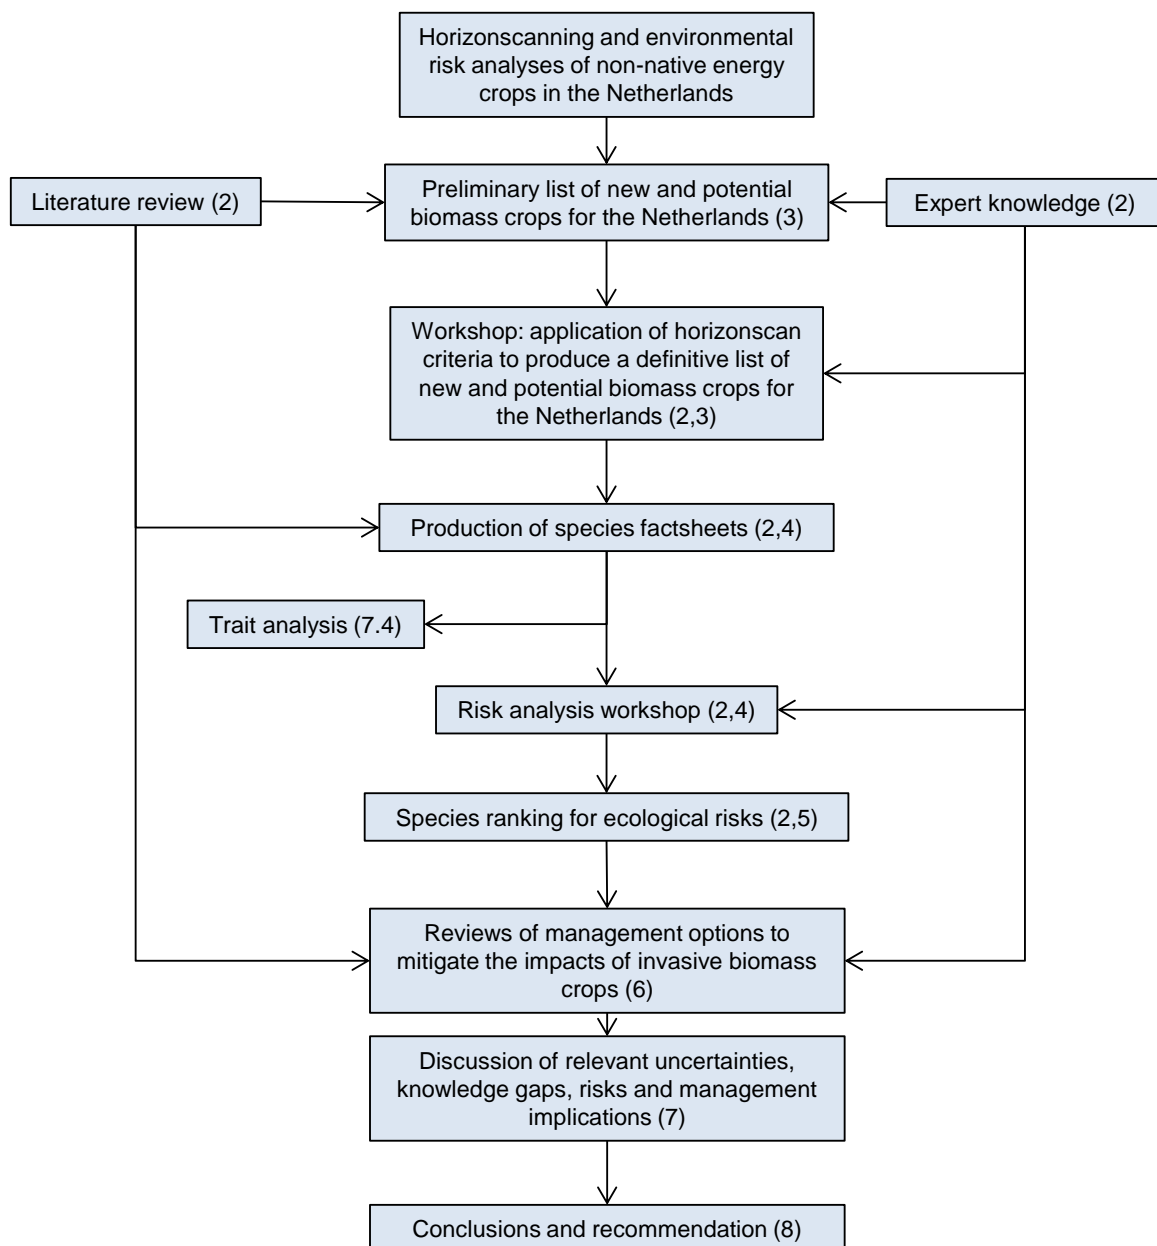 Horizonscanning and environmental
risk analyses of non-native energy
crops in the Netherlands
Literature review (2)
Preliminary list of new and potential
biomass crops for the Netherlands (3)
Expert knowledge (2)
Workshop: application of horizonscan
criteria to produce a definitive list of
new and potential biomass crops for
the Netherlands (2,3)
Production of species factsheets (2,4)
Trait analysis (7.4)
Risk analysis workshop (2,4)
Species ranking for ecological risks (2,5)
Reviews of management options to
mitigate the impacts of invasive biomass
crops (6)
Discussion of relevant uncertainties,
knowledge gaps, risks and management
implications (7)
Conclusions and recommendation (8)